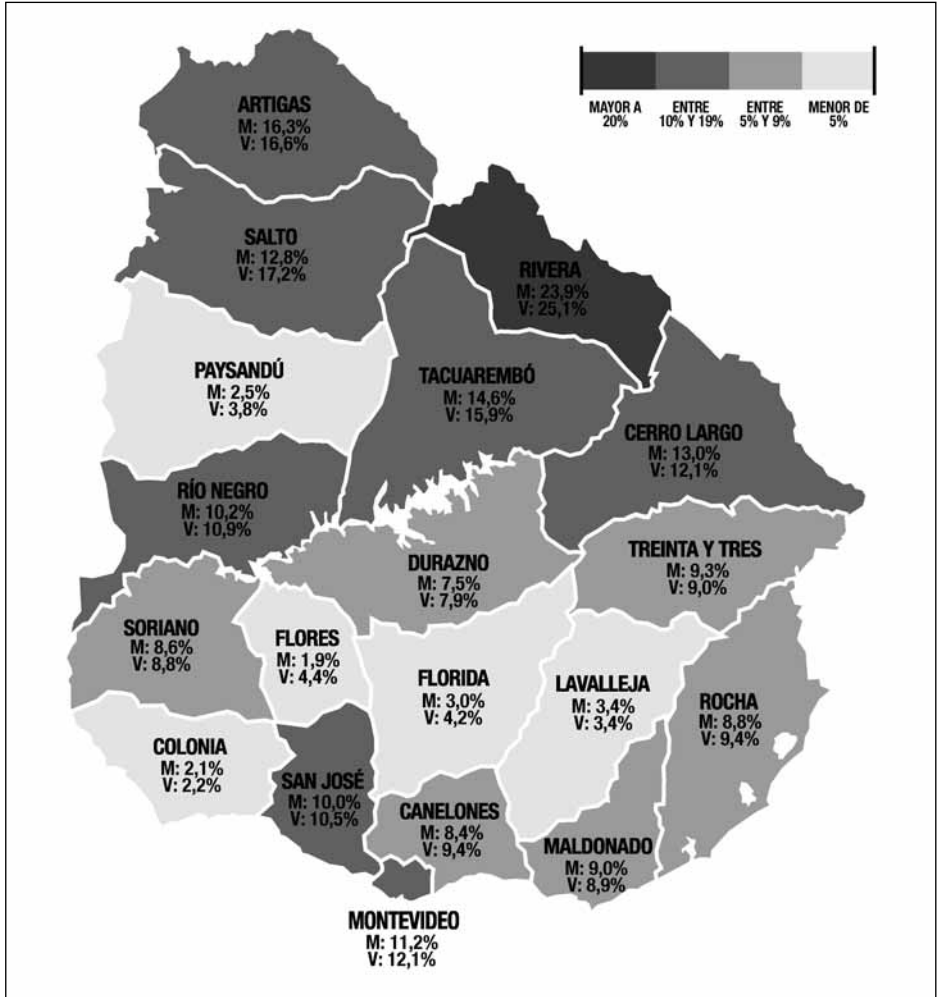 MAYOR A
20%
ENTRE
10% Y 19%
ENTRE
5% Y 9%
MENOR DE
5%
ARTIGAS
M: 16,3%
V: 16,6%
SALTO
M: 12,8%
V: 17,2%
RIVERA
M: 23,9%
V: 25,1%
PAYSANDÚ
M: 2,5%
V: 3,8%
TACUAREMBÓ
M: 14,6%
V: 15,9%
CERRO LARGO
M: 13,0%
V: 12,1%
RÍO NEGRO
M: 10,2%
V: 10,9%
DURAZNO
M: 7,5%
V: 7,9%
TREINTA Y TRES
M: 9,3%
V: 9,0%
SORIANO
M: 8,6%
V: 8,8%
FLORES
M: 1,9%
V: 4,4%
FLORIDA
M: 3,0%
V: 4,2%
LAVALLEJA
M: 3,4%
V: 3,4%
ROCHA
M: 8,8%
V: 9,4%
COLONIA
M: 2,1%
V: 2,2%
SAN JOSÉ
M: 10,0%
V: 10,5%
CANELONES
M: 8,4%
V: 9,4%
MALDONADO
M: 9,0%
V: 8,9%
MONTEVIDEO
M: 11,2%
V: 12,1%